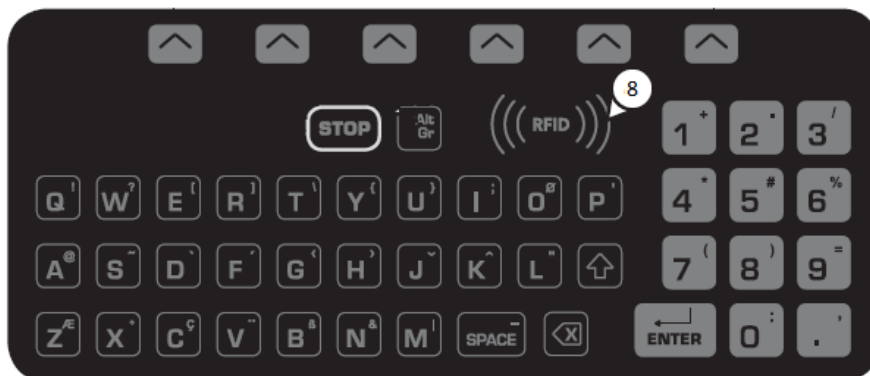 8
STOP Alt Gr RFID 1 + 2 · 3 /
Q ! W ? E [ R ] T \ Y { U } I ; O Ø P ' 4 * 5 # 6 %
A @ S ~ D ` F ´ G < H > J ˇ K ^ L " 7 ( 8 ) 9 =
Z Æ X ° C Ç V ¨ B ß N & M | SPACE _ ENTER 0 : . ,